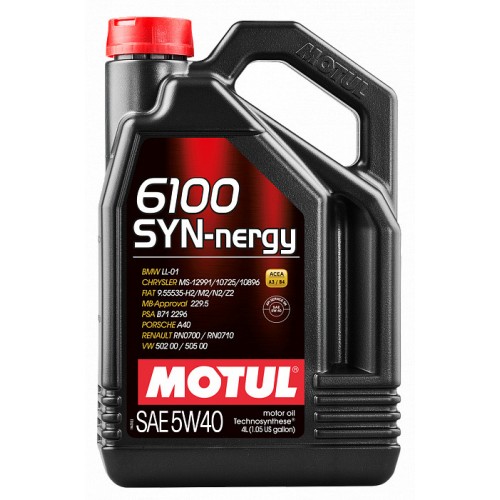 MOTUL
6100
SYN-nergy
BMW LL-01
CHRYSLER MS-12991/10725/10896
FIAT 9.55535-H2/M2/N2/Z2
MB-Approval 229.5
PSA B71 2296
PORSCHE A40
RENAULT RN0700 / RN0710
VW 502 00 / 505 00
ACEA
A3 / B4
SAE
MOTUL
SAE 5W40
motor oil
Technosynthese®
4L (1.05 US gallon)